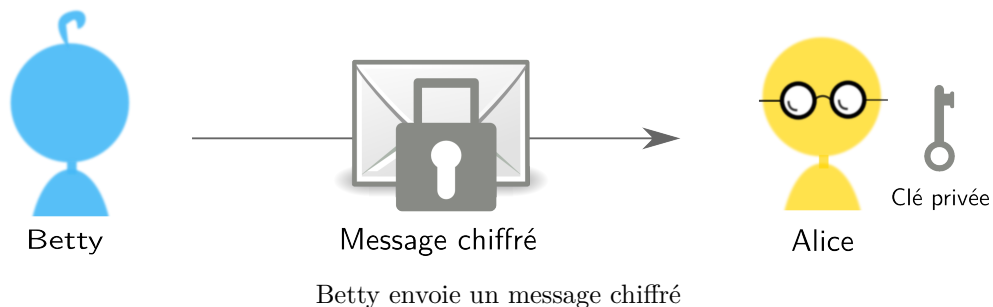 Clé privée
Betty
Message chiffré
Alice
Betty envoie un message chiffré